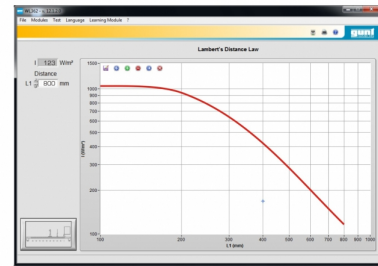 File Modules Test Language Learning Module ?
gunt
Lambert's Distance Law
I 123 W/m²
Distance
L1 800 mm
1500
1000
900
800
700
600
500
400
300
200
100
I (W/m²)
100 200 300 400 500 600 700 800 900 1000
L1 (mm)